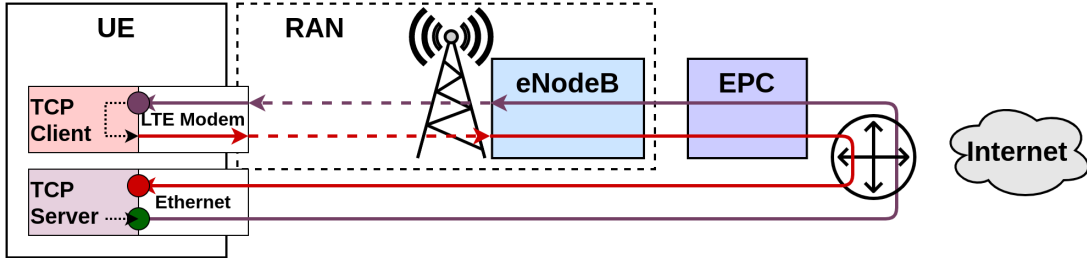 UE
RAN
eNodeB
EPC
TCP
Client
LTE Modem
Internet
TCP
Server
Ethernet